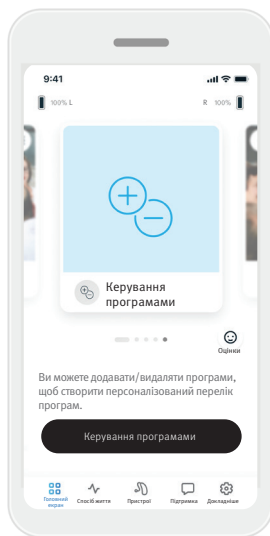 9:41
100% L
R 100%
Керування
програмами
Оцінки
Ви можете додавати/видаляти програми,
щоб створити персоналізований перелік
програм.
Керування програмами
Головний
екран
Спосіб життя
Пристрої
Підтримка
Докладніше